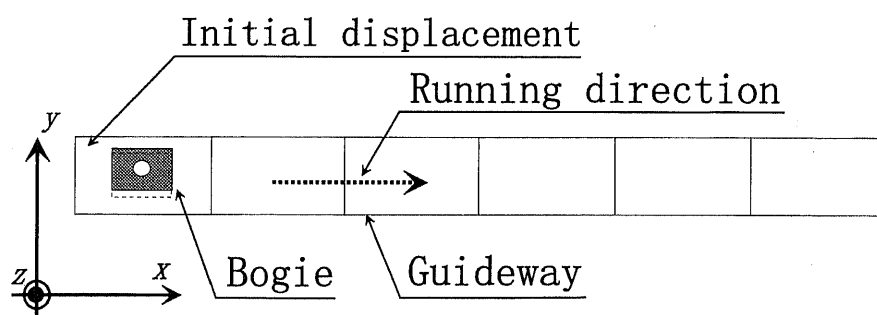 Initial displacement
Running direction
y
z
x
Bogie
Guideway